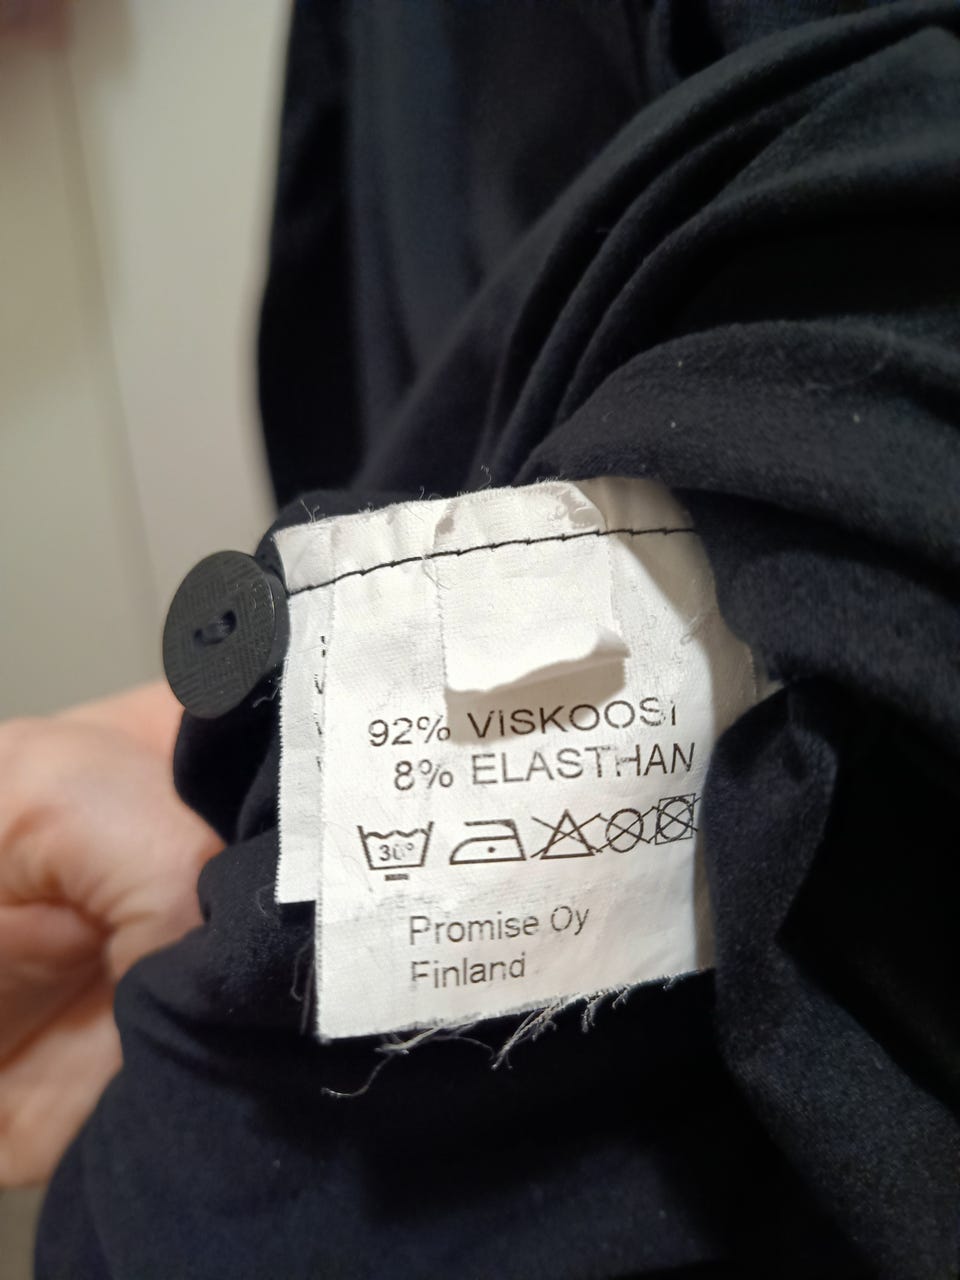 92% VISKOOSI
8% ELASTHAN
30°
Promise Oy
Finland